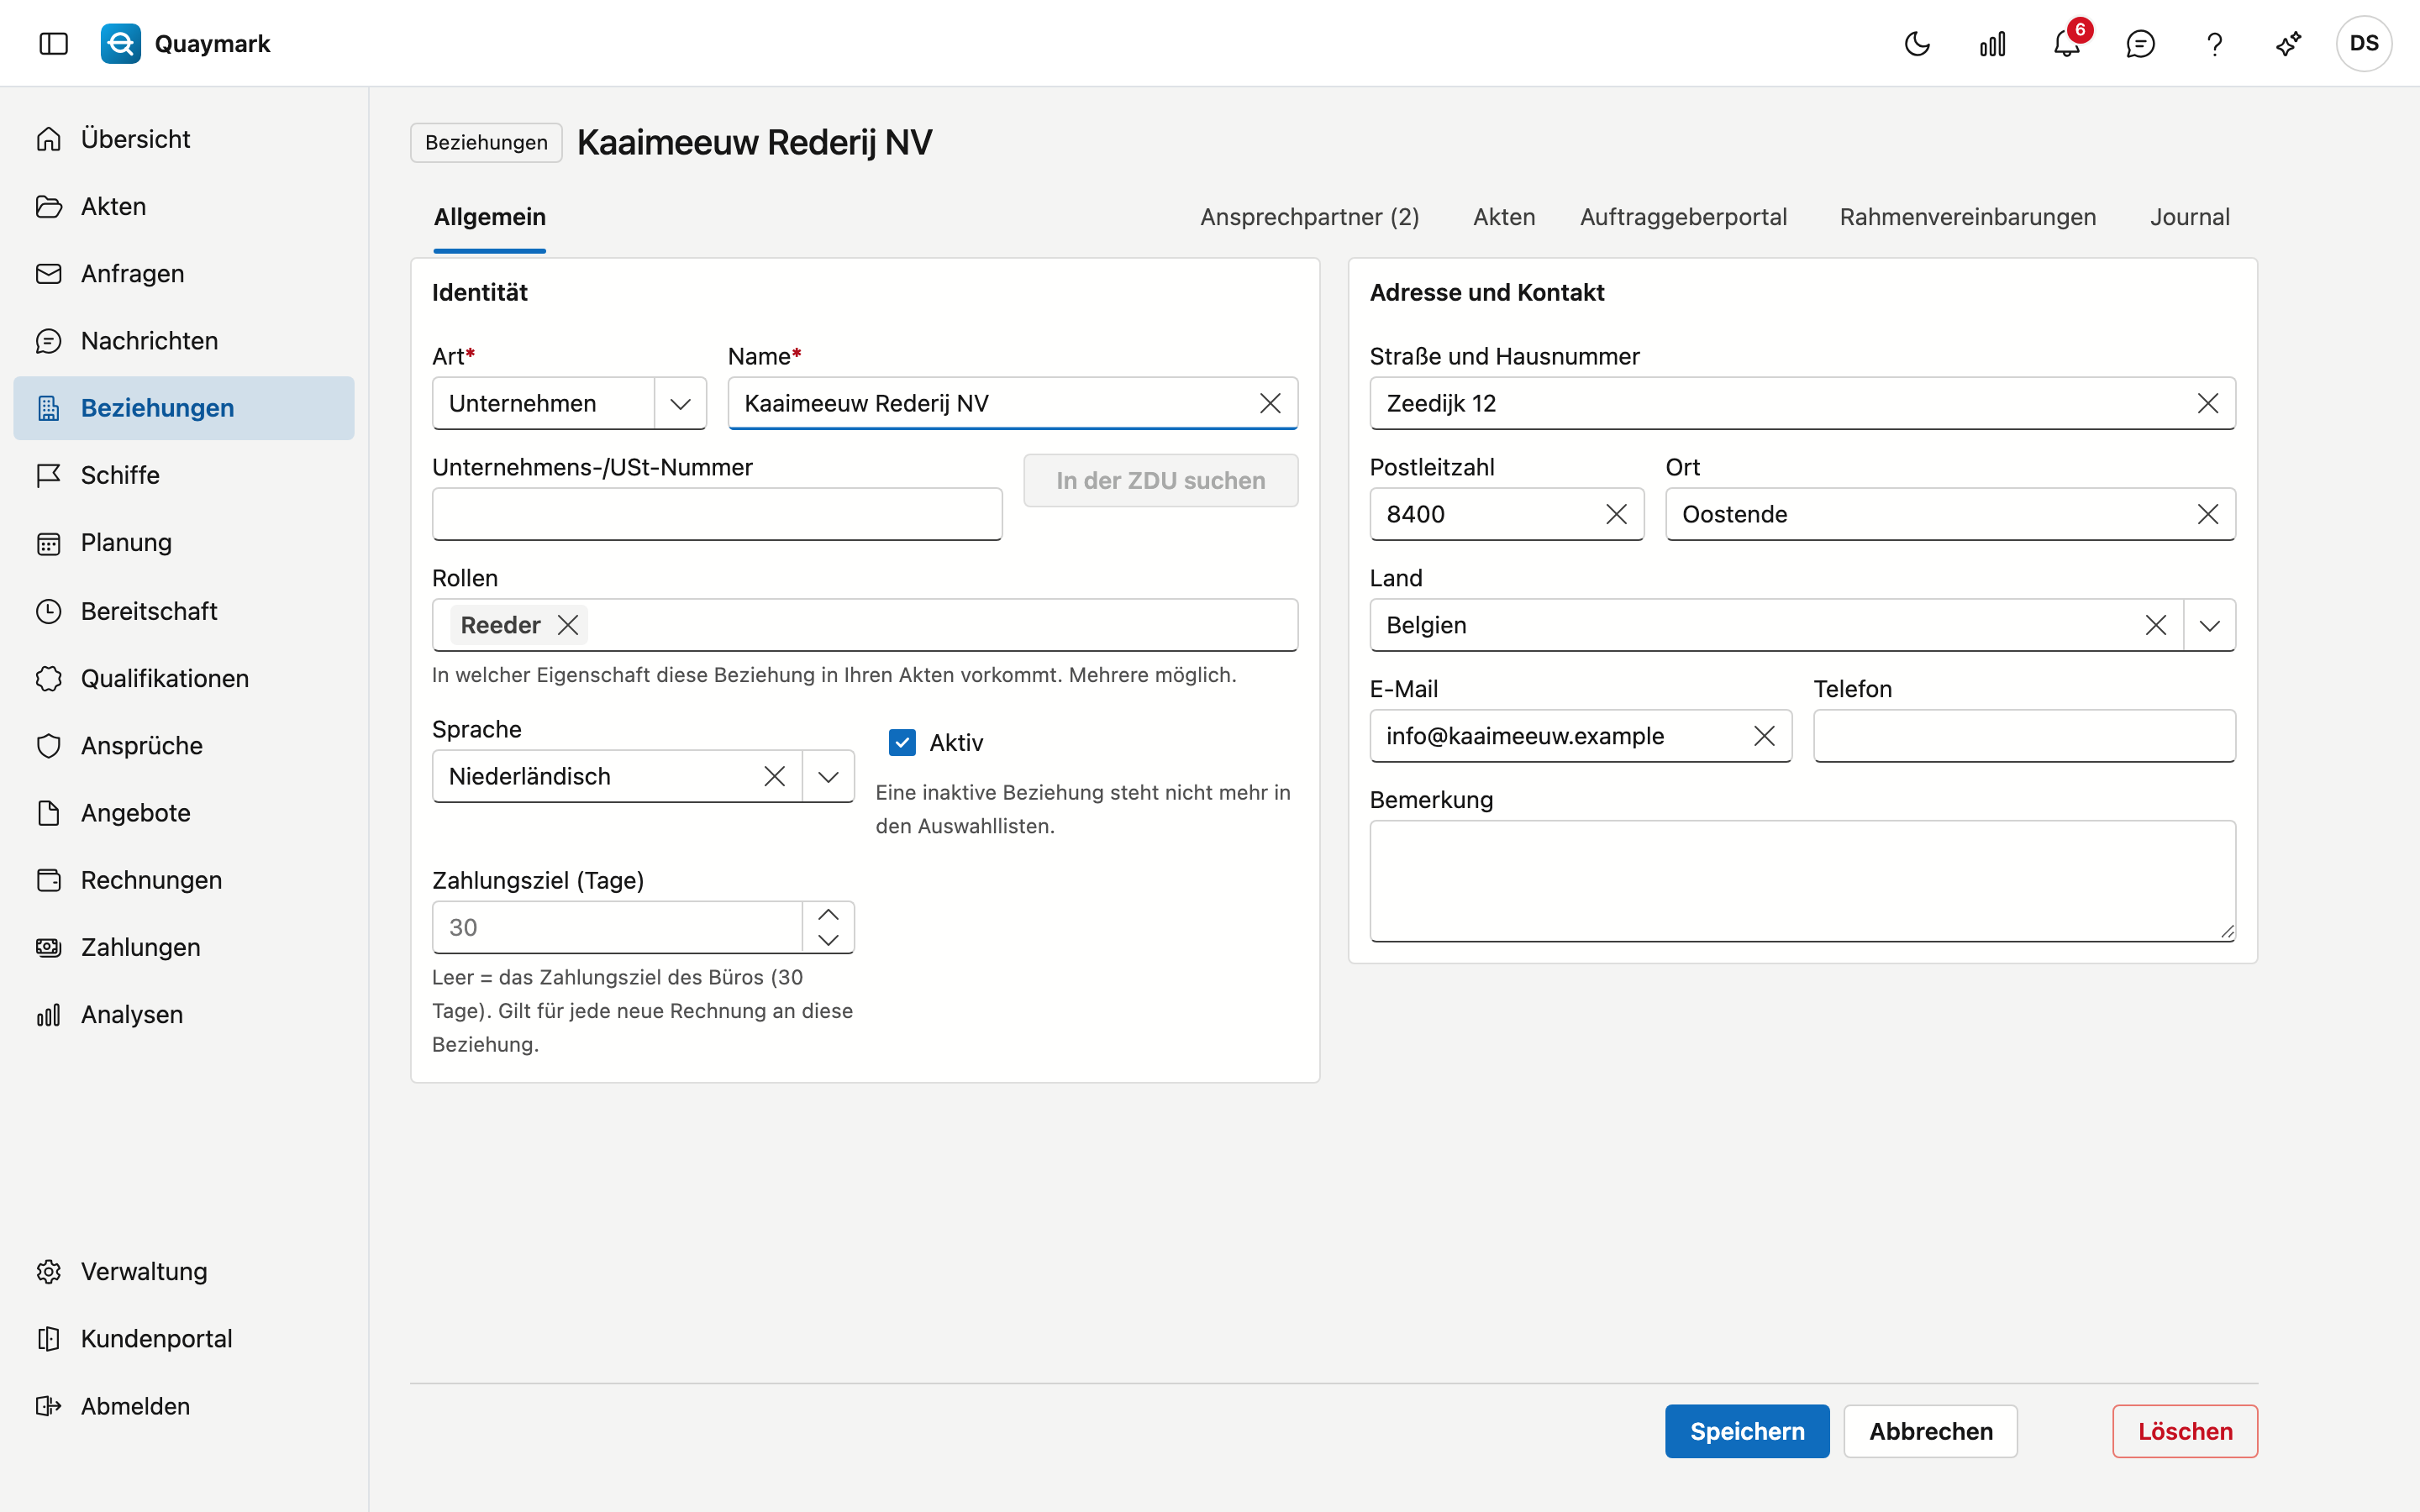 Quaymark
6
DS
Übersicht
Akten
Anfragen
Nachrichten
Beziehungen
Schiffe
Planung
Bereitschaft
Qualifikationen
Ansprüche
Angebote
Rechnungen
Zahlungen
Analysen
Verwaltung
Kundenportal
Abmelden
Beziehungen Kaaimeeuw Rederij NV
Allgemein Ansprechpartner (2) Akten Auftraggeberportal Rahmenvereinbarungen Journal
Identität
Art* Name*
Unternehmen Kaaimeeuw Rederij NV
Unternehmens-/USt-Nummer
In der ZDU suchen
Rollen
Reeder
In welcher Eigenschaft diese Beziehung in Ihren Akten vorkommt. Mehrere möglich.
Sprache
Niederländisch
Aktiv
Eine inaktive Beziehung steht nicht mehr in
den Auswahllisten.
Zahlungsziel (Tage)
30
Leer = das Zahlungsziel des Büros (30
Tage). Gilt für jede neue Rechnung an diese
Beziehung.
Adresse und Kontakt
Straße und Hausnummer
Zeedijk 12
Postleitzahl Ort
8400 Oostende
Land
Belgien
E-Mail Telefon
info@kaaimeeuw.example
Bemerkung
Speichern Abbrechen Löschen